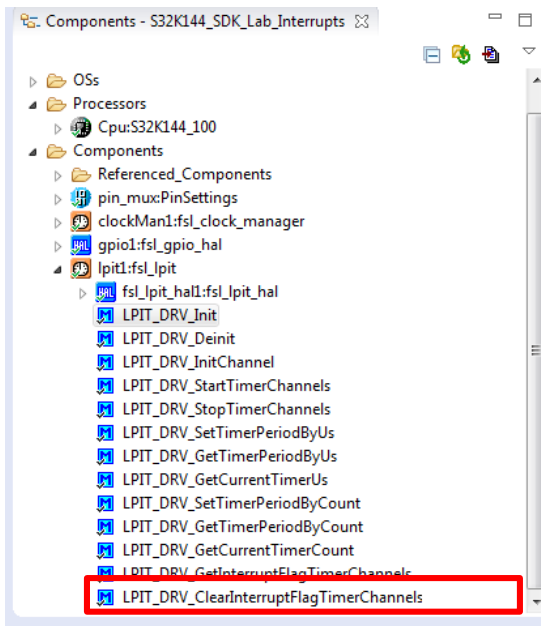 Components - S32K144_SDK_Lab_Interrupts
OSs
Processors
Cpu:S32K144_100
Components
Referenced_Components
pin_mux:PinSettings
clockMan1:fsl_clock_manager
gpio1:fsl_gpio_hal
lpit1:fsl_lpit
fsl_lpit_hal1:fsl_lpit_hal
LPIT_DRV_Init
LPIT_DRV_Deinit
LPIT_DRV_InitChannel
LPIT_DRV_StartTimerChannels
LPIT_DRV_StopTimerChannels
LPIT_DRV_SetTimerPeriodByUs
LPIT_DRV_GetTimerPeriodByUs
LPIT_DRV_GetCurrentTimerUs
LPIT_DRV_SetTimerPeriodByCount
LPIT_DRV_GetTimerPeriodByCount
LPIT_DRV_GetCurrentTimerCount
LPIT_DRV_GetInterruptFlagTimerChannels
LPIT_DRV_ClearInterruptFlagTimerChannels